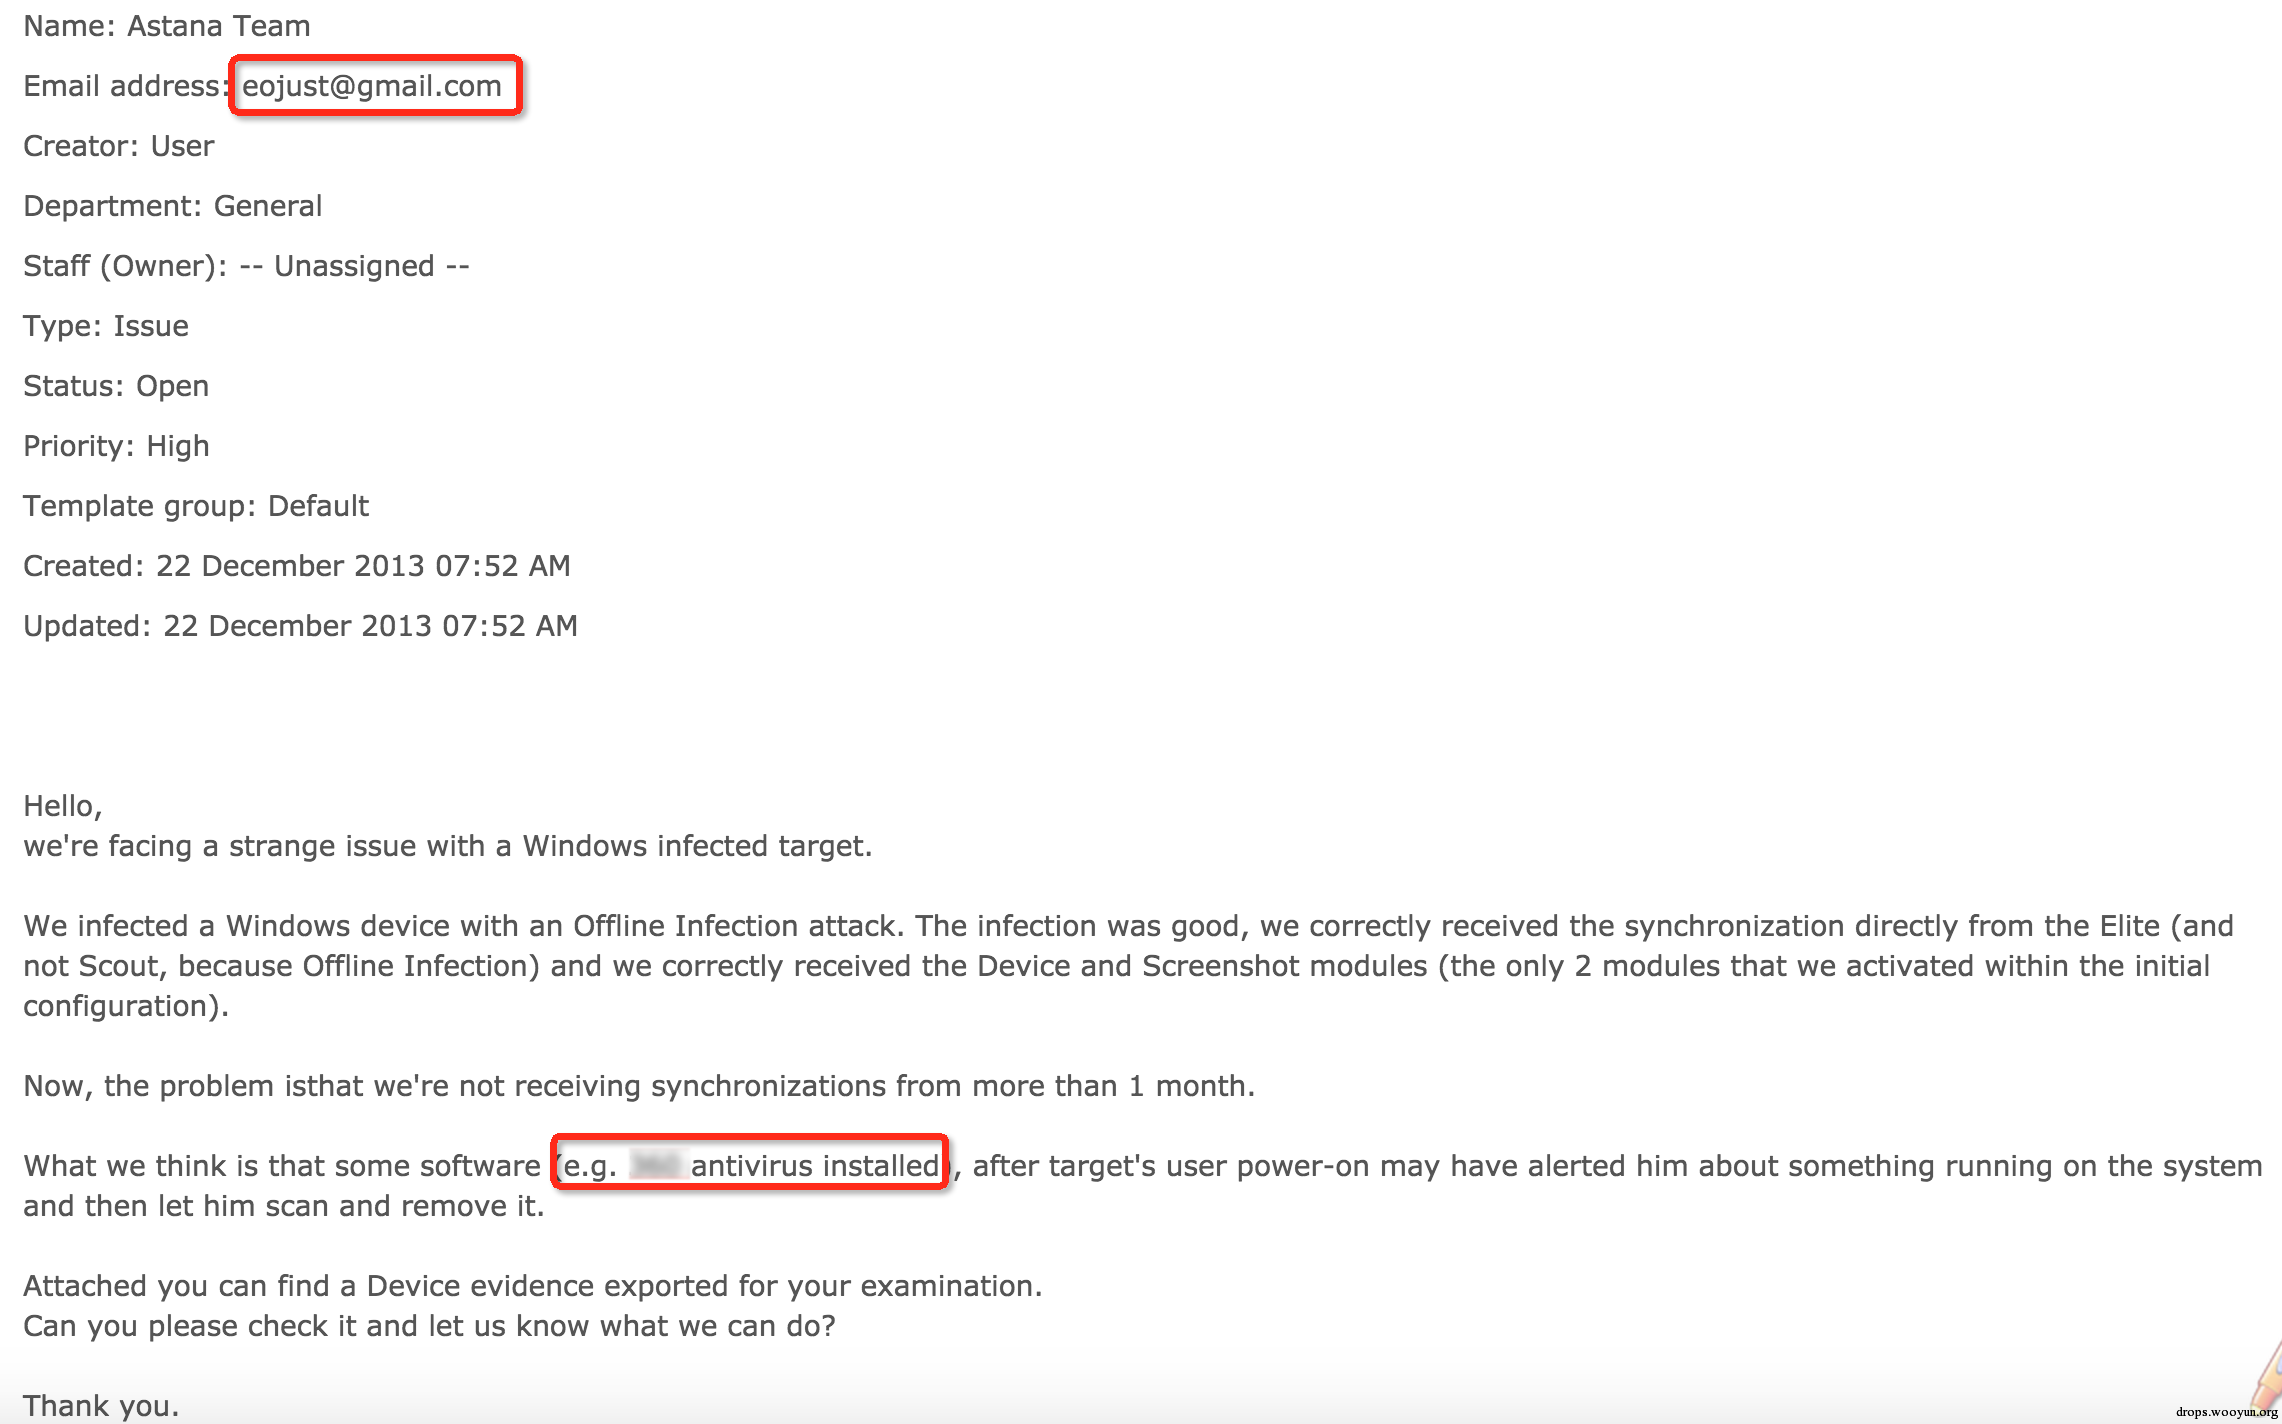 Name: Astana Team
Email address: eojust@gmail.com
Creator: User
Department: General
Staff (Owner): -- Unassigned --
Type: Issue
Status: Open
Priority: High
Template group: Default
Created: 22 December 2013 07:52 AM
Updated: 22 December 2013 07:52 AM
Hello,
we're facing a strange issue with a Windows infected target.
We infected a Windows device with an Offline Infection attack. The infection was good, we correctly received the synchronization directly from the Elite (and
not Scout, because Offline Infection) and we correctly received the Device and Screenshot modules (the only 2 modules that we activated within the initial
configuration).
Now, the problem isthat we're not receiving synchronizations from more than 1 month.
What we think is that some software (e.g. antivirus installed), after target's user power-on may have alerted him about something running on the system
and then let him scan and remove it.
Attached you can find a Device evidence exported for your examination.
Can you please check it and let us know what we can do?
Thank you.
drops.wooyun.org